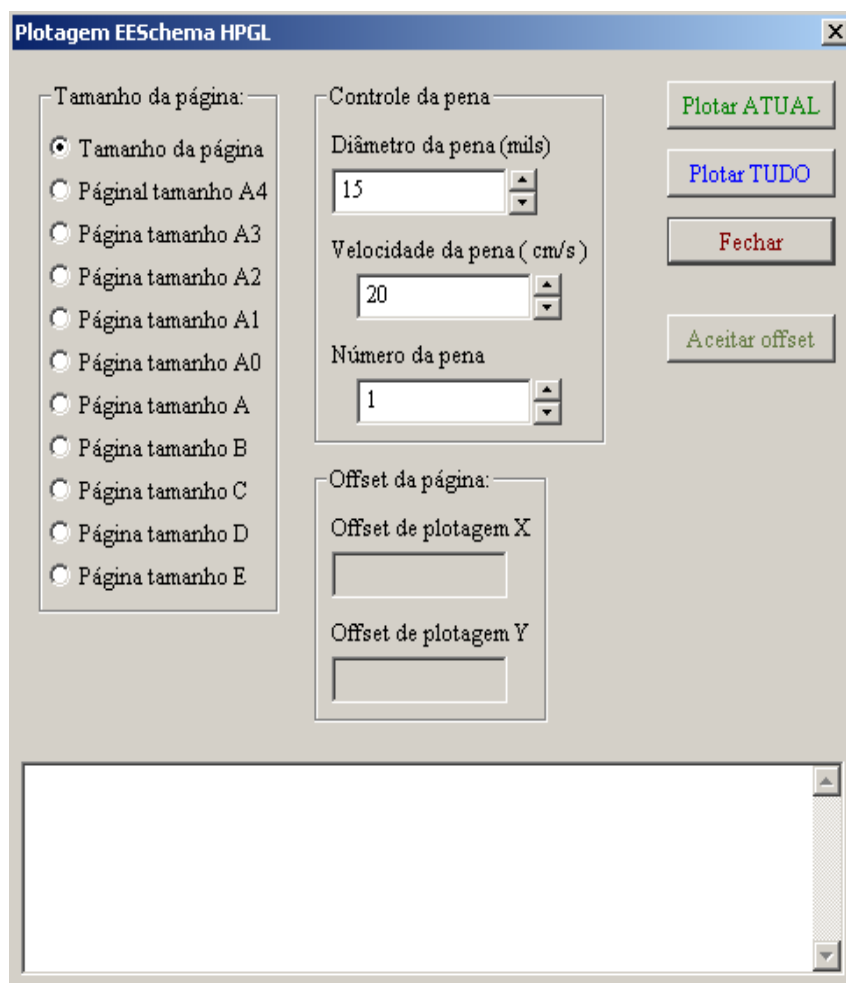 Plotagem EESchema HPGL
Tamanho da página:
Tamanho da página
Páginal tamanho A4
Página tamanho A3
Página tamanho A2
Página tamanho A1
Página tamanho A0
Página tamanho A
Página tamanho B
Página tamanho C
Página tamanho D
Página tamanho E
Controle da pena
Diâmetro da pena (mils)
15
Velocidade da pena ( cm/s )
20
Número da pena
1
Offset da página:
Offset de plotagem X
Offset de plotagem Y
Plotar ATUAL
Plotar TUDO
Fechar
Aceitar offset